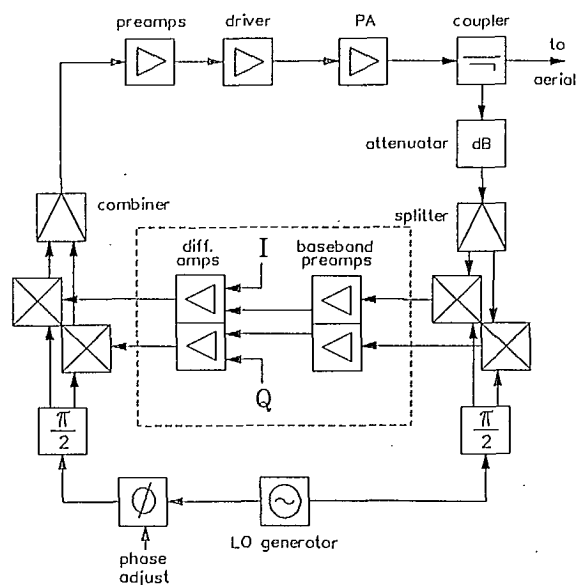 preamps driver PA coupler
to
aerial
attenuator dB
combiner
splitter
diff. I baseband
amps preamps
Q
π/2 π/2
ϕ ~
LO generator
phase
adjust